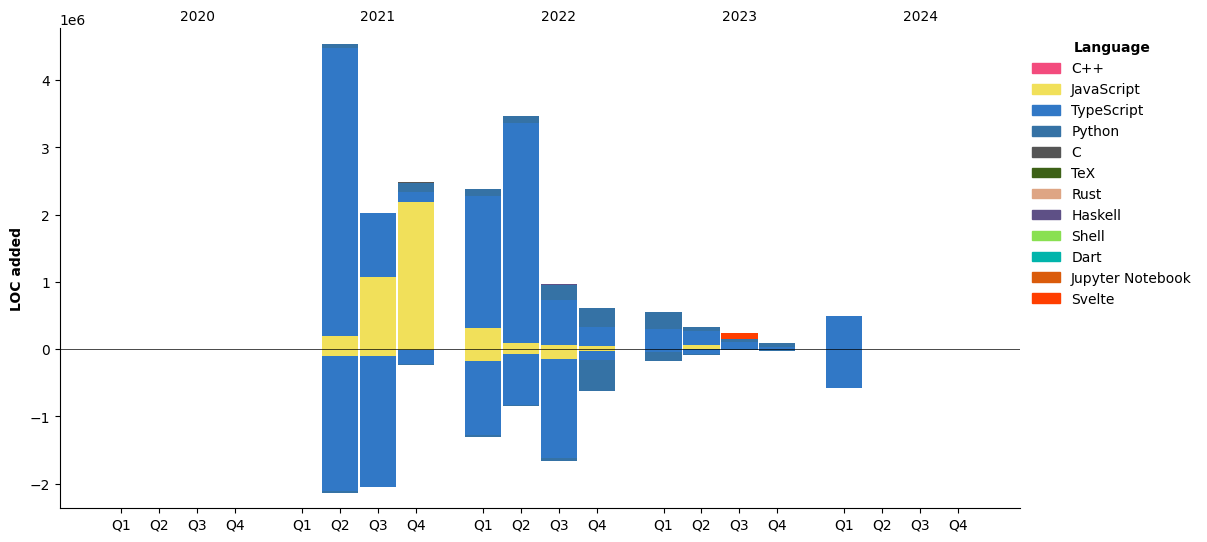 1e6
2020 2021 2022 2023 2024
LOC added
4
3
2
1
0
−1
−2
Q1 Q2 Q3 Q4 Q1 Q2 Q3 Q4 Q1 Q2 Q3 Q4 Q1 Q2 Q3 Q4 Q1 Q2 Q3 Q4
Language
C++
JavaScript
TypeScript
Python
C
TeX
Rust
Haskell
Shell
Dart
Jupyter Notebook
Svelte